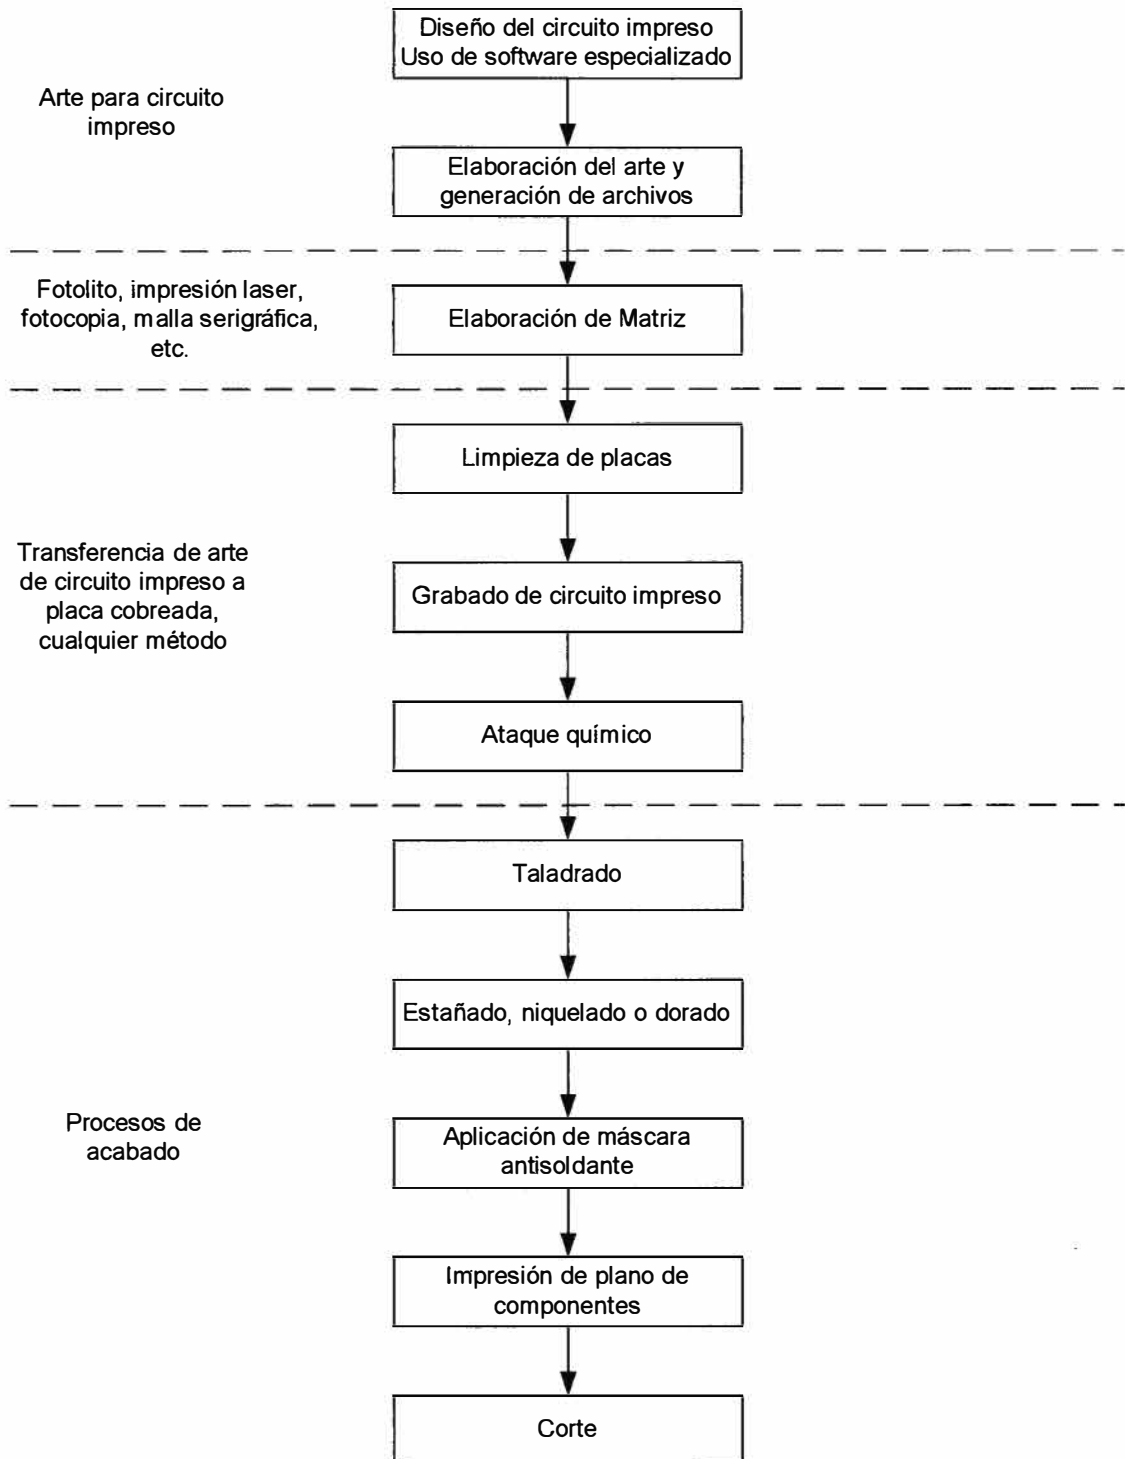 Diseño del circuito impreso
Uso de software especializado
Arte para circuito
impreso
Elaboración del arte y
generación de archivos
Fotolito, impresión laser,
fotocopia, malla serigráfica,
etc.
Elaboración de Matriz
Limpieza de placas
Transferencia de arte
de circuito impreso a
placa cobreada,
cualquier método
Grabado de circuito impreso
Ataque químico
Taladrado
Estañado, niquelado o dorado
Procesos de
acabado
Aplicación de máscara
antisoldante
Impresión de plano de
componentes
Corte